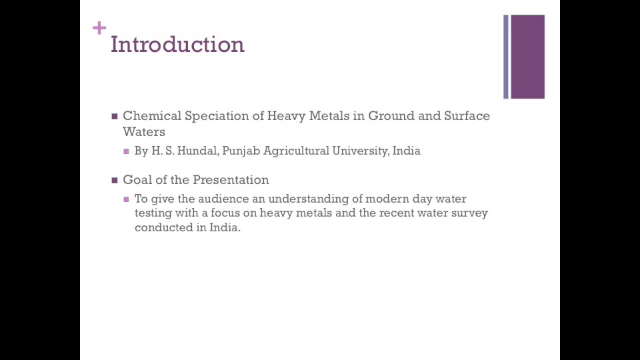 +
Introduction
Chemical Speciation of Heavy Metals in Ground and Surface
Waters
By H. S. Hundal, Punjab Agricultural University, India
Goal of the Presentation
To give the audience an understanding of modern day water
testing with a focus on heavy metals and the recent water survey
conducted in India.